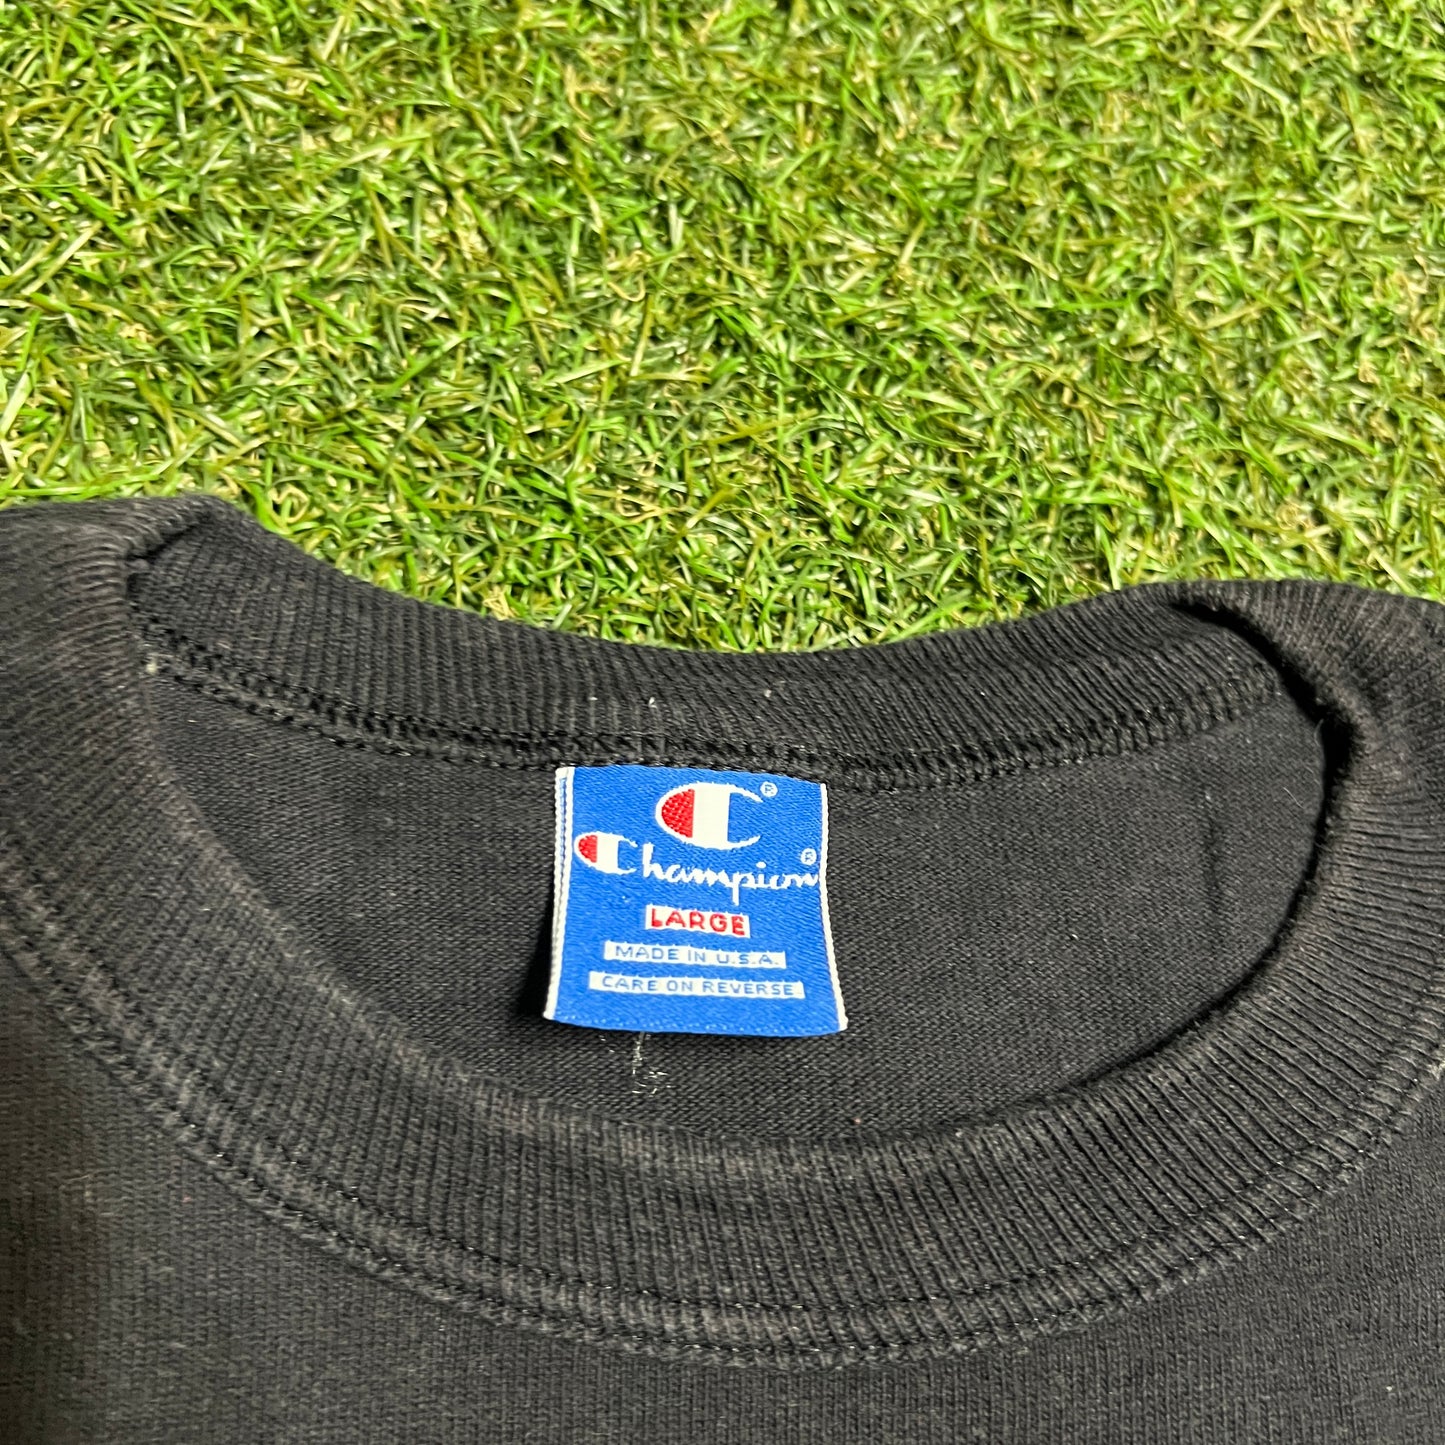 C®
Champion®
LARGE
MADE IN U.S.A.
CARE ON REVERSE